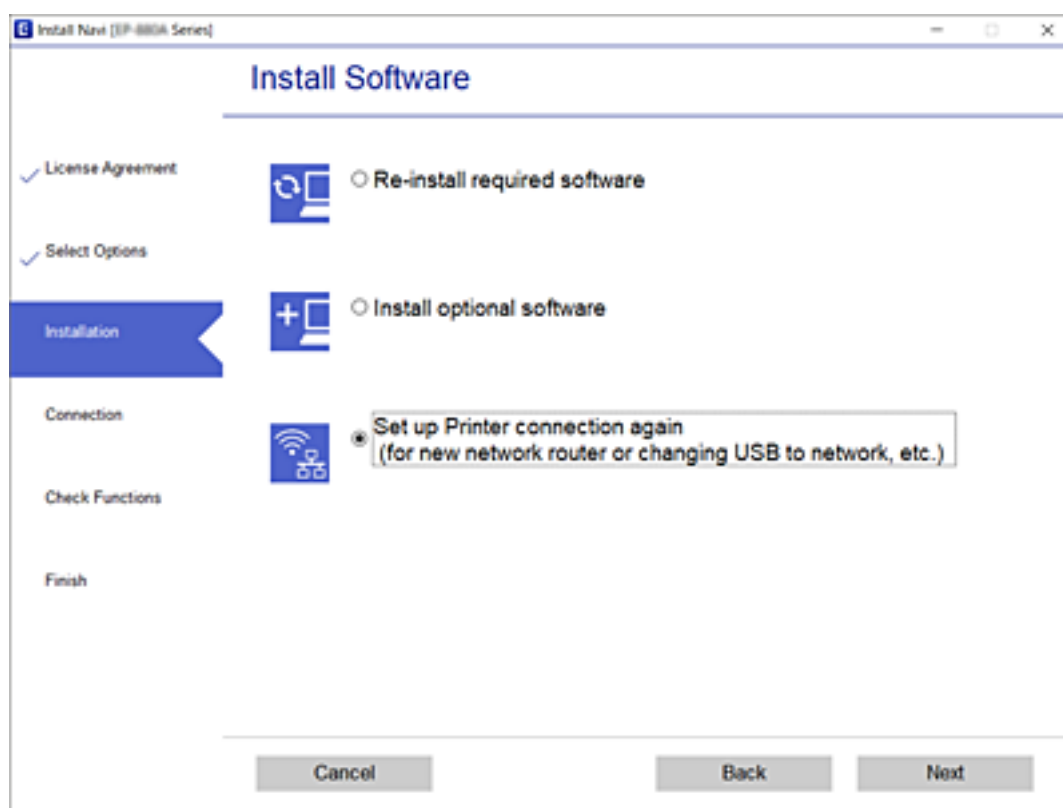 Install Navi [EP-880A Series]
Install Software
License Agreement
Select Options
Installation
Connection
Check Functions
Finish
Re-install required software
Install optional software
Set up Printer connection again
(for new network router or changing USB to network, etc.)
Cancel
Back
Next